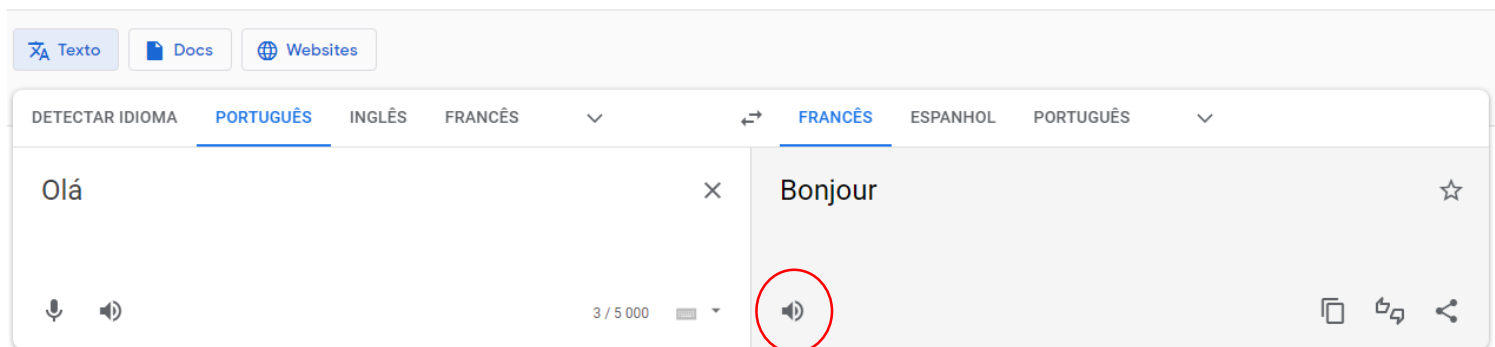 Texto Docs Websites
DETECTAR IDIOMA PORTUGUÊS INGLÊS FRANCÊS FRANCÊS ESPANHOL PORTUGUÊS
Olá Bonjour
3 / 5 000